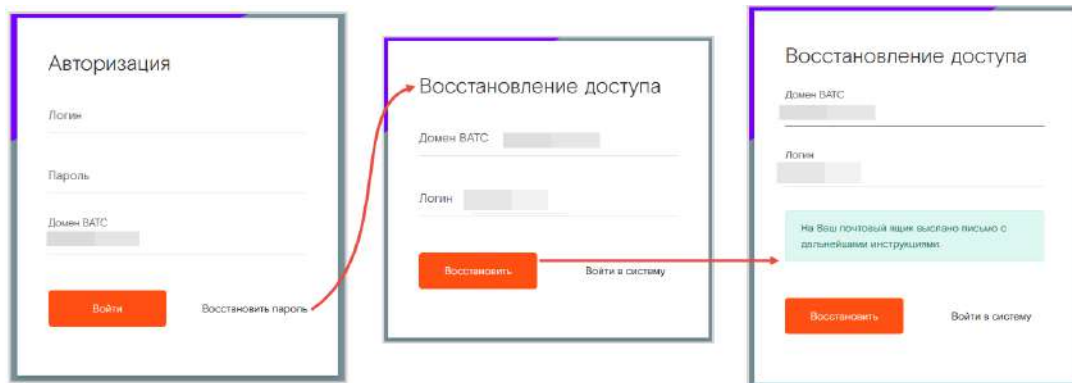 Авторизация
Логин
Пароль
Домен ВАТС
Войти
Восстановить пароль
Восстановление доступа
Домен ВАТС
Логин
Восстановить
Войти в систему
Восстановление доступа
Домен ВАТС
Логин
На Ваш почтовый ящик выслано письмо с
дальнейшими инструкциями.
Восстановить
Войти в систему